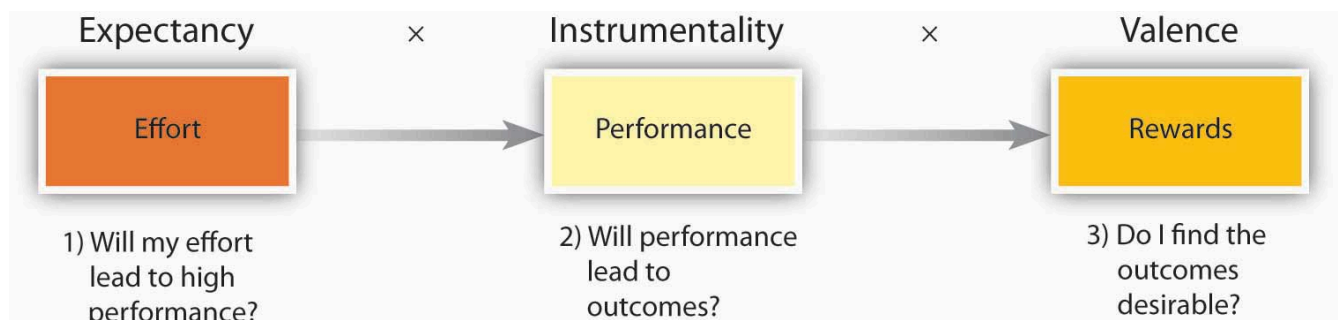 Expectancy × Instrumentality × Valence
Effort
Performance
Rewards
1) Will my effort
lead to high
performance?
2) Will performance
lead to
outcomes?
3) Do I find the
outcomes
desirable?